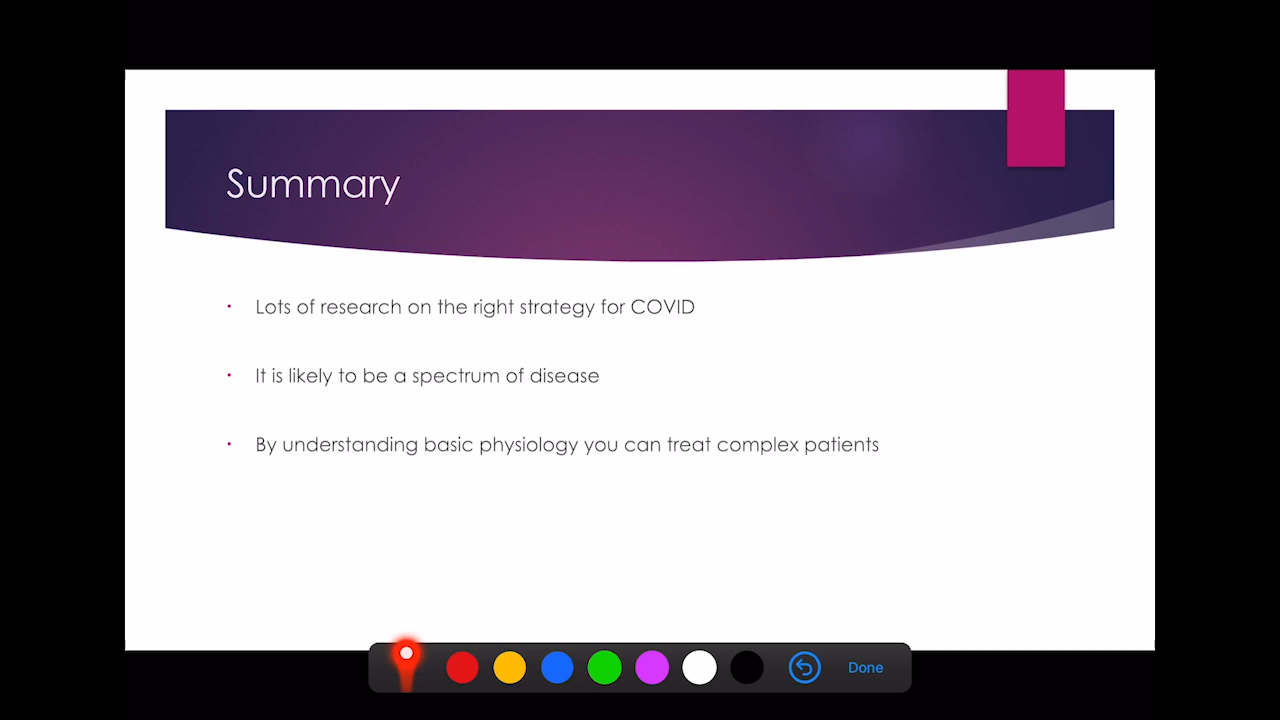 Summary
Lots of research on the right strategy for COVID
It is likely to be a spectrum of disease
By understanding basic physiology you can treat complex patients
Done